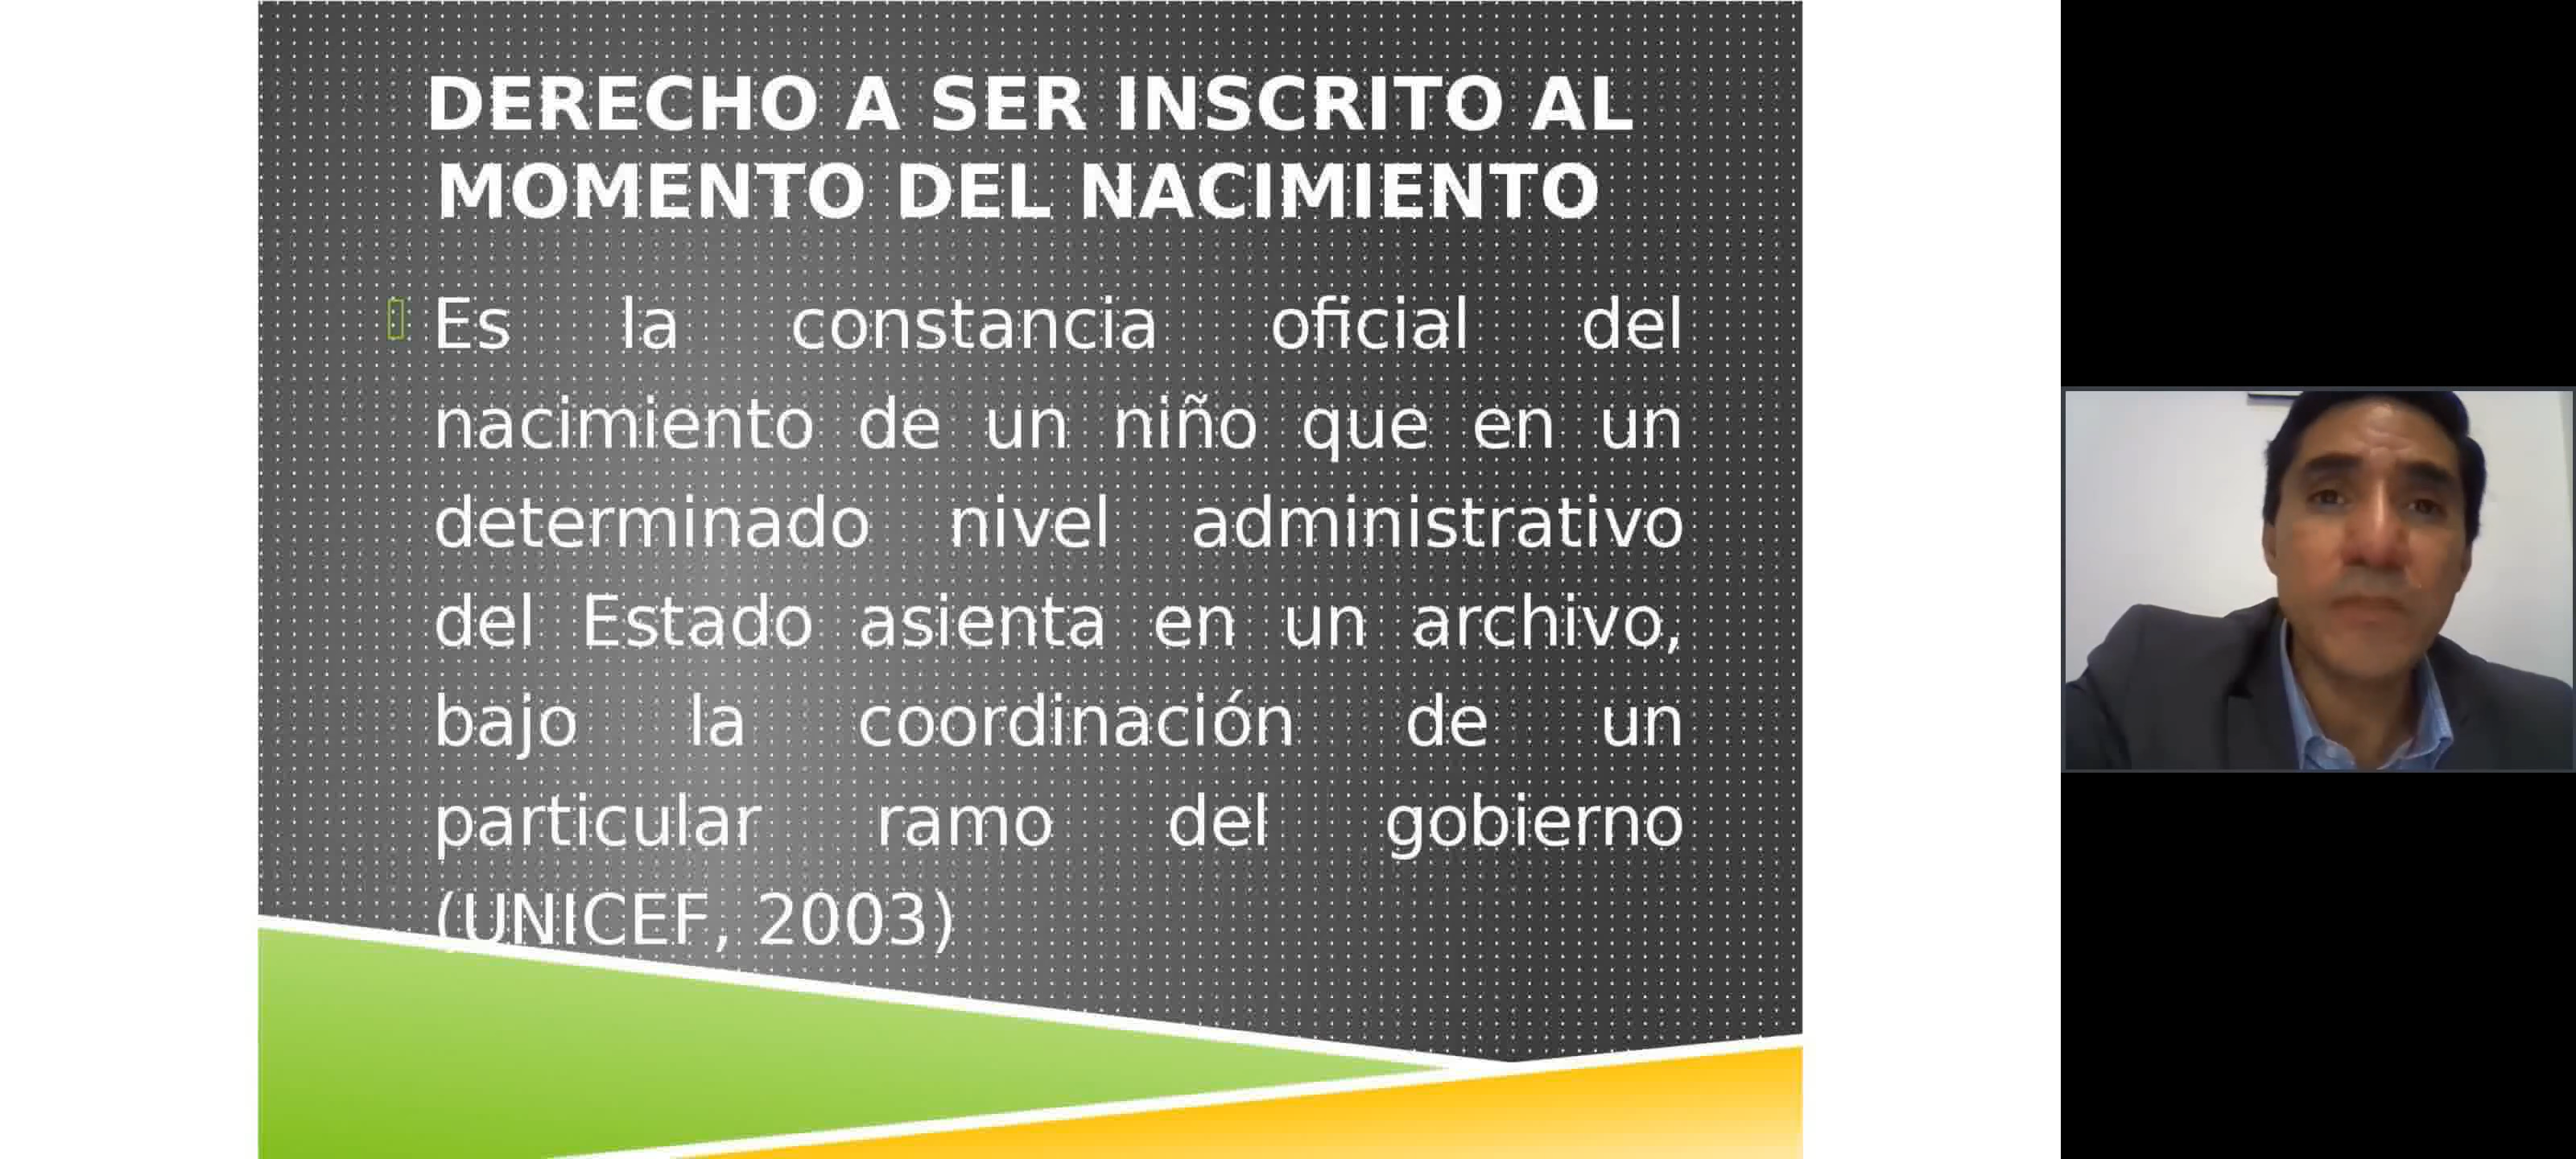 DERECHO A SER INSCRITO AL
MOMENTO DEL NACIMIENTO
Es la constancia oficial del
nacimiento de un niño que en un
determinado nivel administrativo
del Estado asienta en un archivo,
bajo la coordinación de un
particular ramo del gobierno
(UNICEF, 2003)